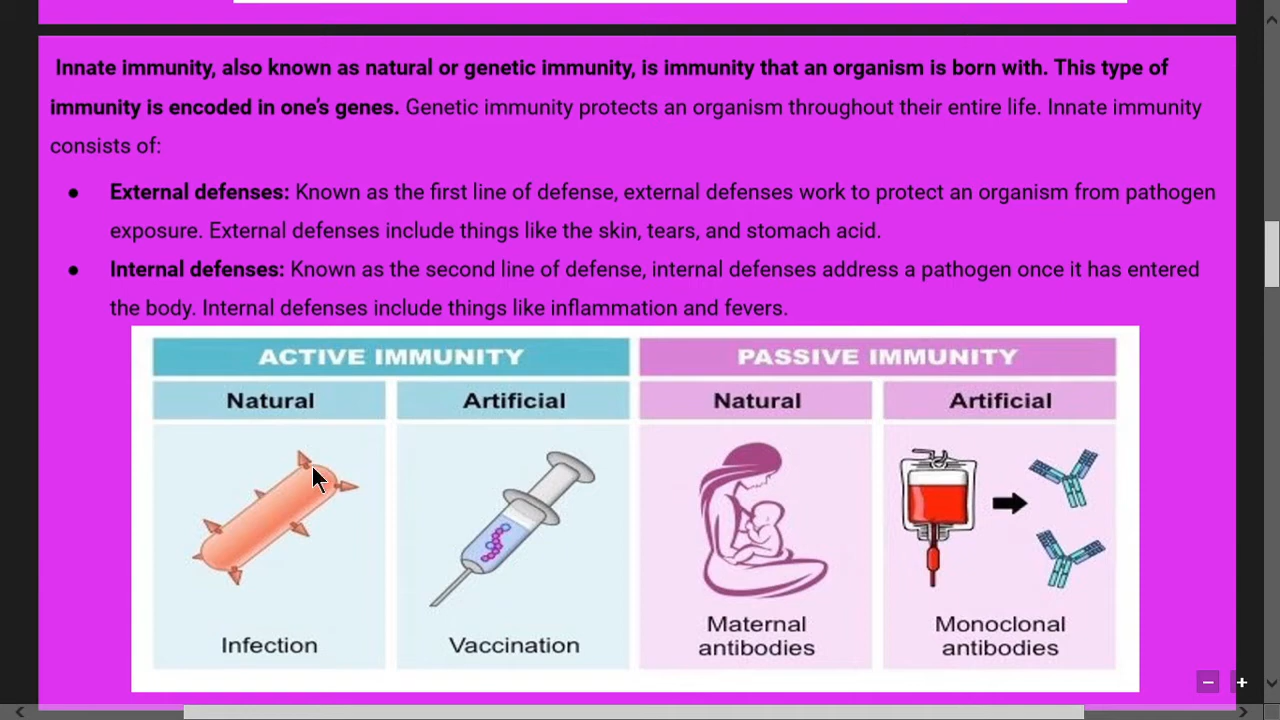 Innate immunity, also known as natural or genetic immunity, is immunity that an organism is born with. This type of
immunity is encoded in one’s genes. Genetic immunity protects an organism throughout their entire life. Innate immunity
consists of:
● External defenses: Known as the first line of defense, external defenses work to protect an organism from pathogen
exposure. External defenses include things like the skin, tears, and stomach acid.
● Internal defenses: Known as the second line of defense, internal defenses address a pathogen once it has entered
the body. Internal defenses include things like inflammation and fevers.
ACTIVE IMMUNITY
PASSIVE IMMUNITY
Natural
Artificial
Natural
Artificial
Infection
Vaccination
Maternal
antibodies
Monoclonal
antibodies